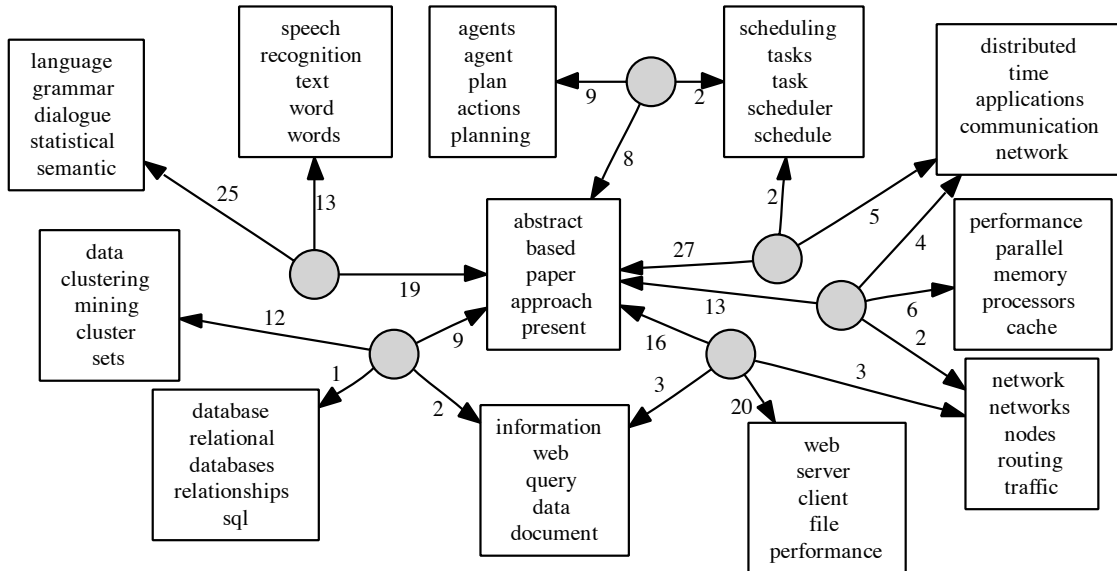 language
grammar
dialogue
statistical
semantic
speech
recognition
text
word
words
agents
agent
plan
actions
planning
scheduling
tasks
task
scheduler
schedule
distributed
time
applications
communication
network
9
2
8
25
13
19
2
5
27
4
13
6
2
abstract
based
paper
approach
present
performance
parallel
memory
processors
cache
data
clustering
mining
cluster
sets
12
9
1
2
16
3
20
3
database
relational
databases
relationships
sql
information
web
query
data
document
web
server
client
file
performance
network
networks
nodes
routing
traffic